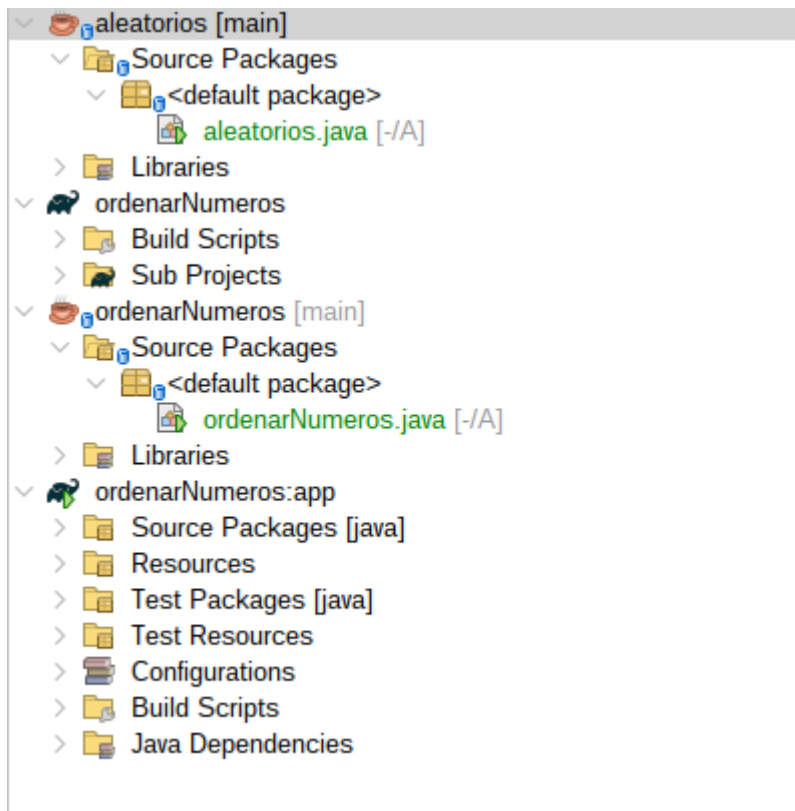 aleatorios [main]
Source Packages
<default package>
aleatorios.java [-/A]
Libraries
ordenarNumeros
Build Scripts
Sub Projects
ordenarNumeros [main]
Source Packages
<default package>
ordenarNumeros.java [-/A]
Libraries
ordenarNumeros:app
Source Packages [java]
Resources
Test Packages [java]
Test Resources
Configurations
Build Scripts
Java Dependencies